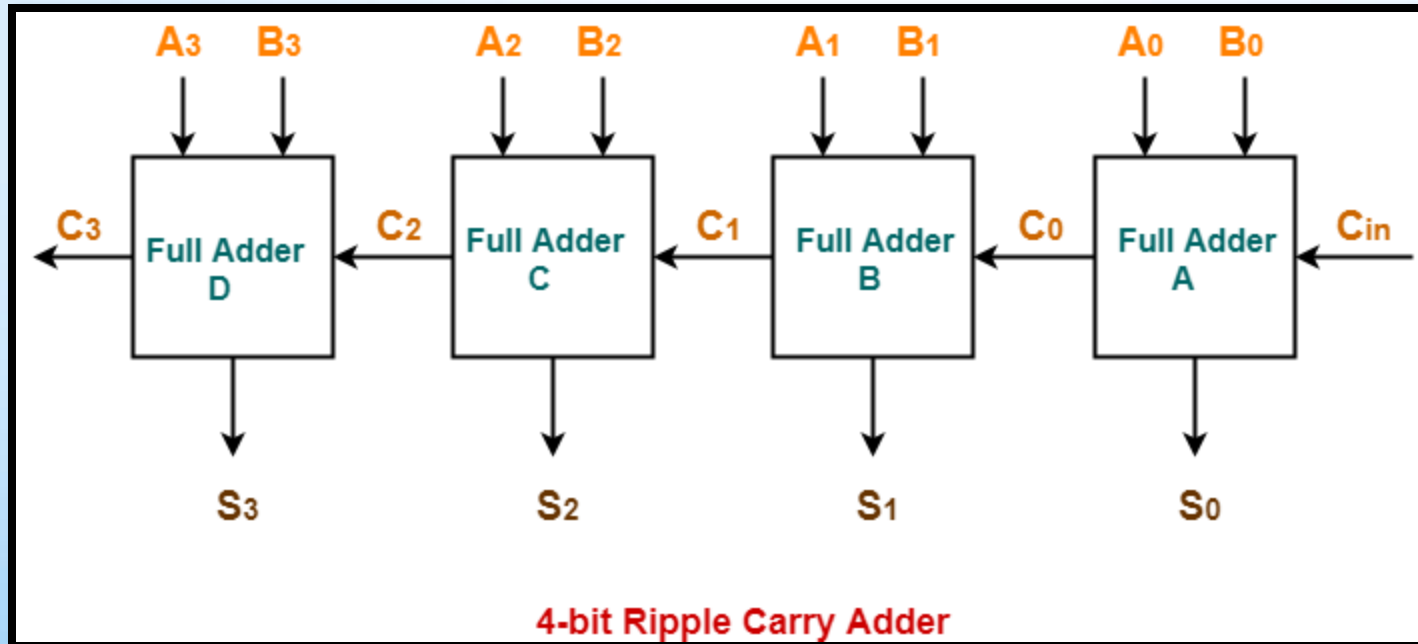 A3 B3 A2 B2 A1 B1 A0 B0
C3 C2 C1 C0 Cin
Full Adder Full Adder Full Adder Full Adder
D C B A
S3 S2 S1 S0
4-bit Ripple Carry Adder